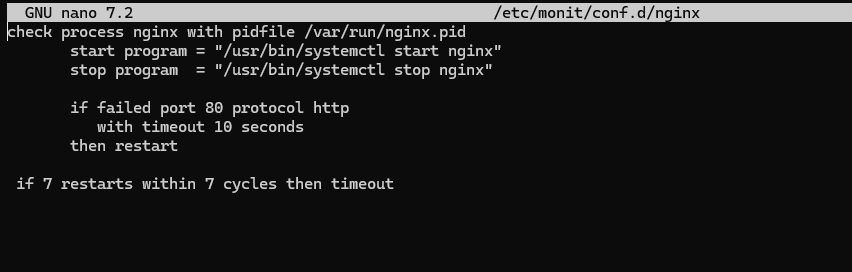 GNU nano 7.2 /etc/monit/conf.d/nginx
check process nginx with pidfile /var/run/nginx.pid
start program = "/usr/bin/systemctl start nginx"
stop program  = "/usr/bin/systemctl stop nginx"
if failed port 80 protocol http
with timeout 10 seconds
then restart
if 7 restarts within 7 cycles then timeout